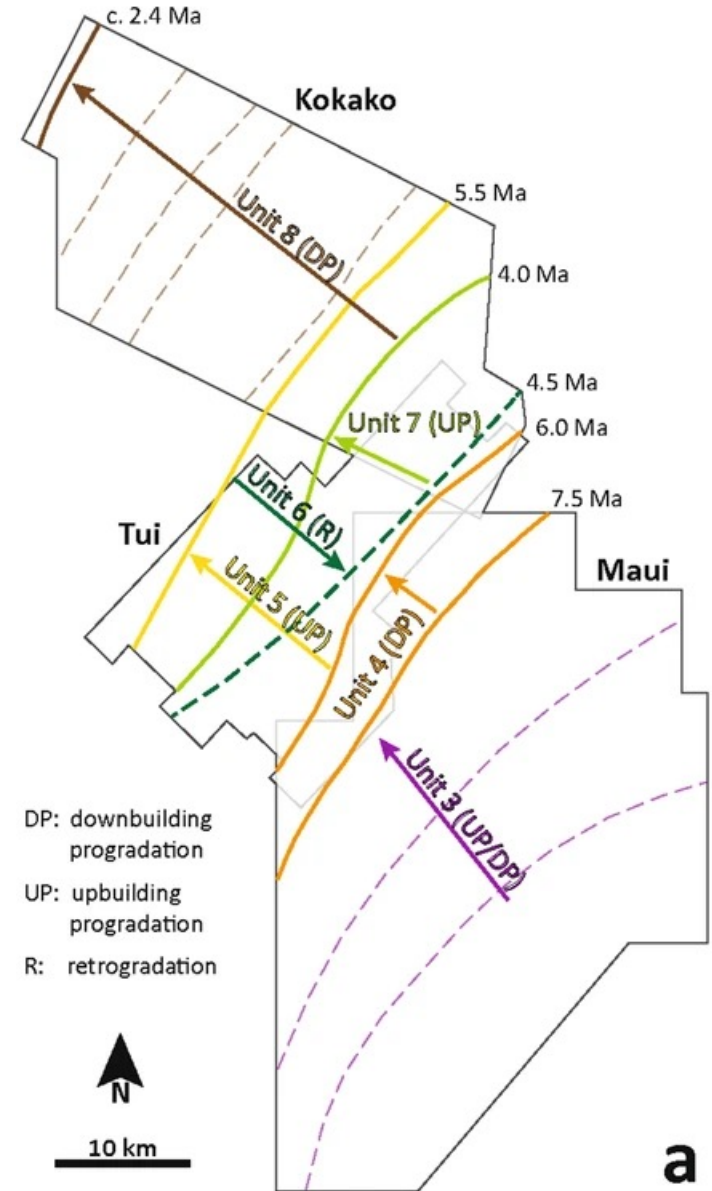 c. 2.4 Ma
Kokako
5.5 Ma
Unit 8 (DP)
4.0 Ma
4.5 Ma
Unit 7 (UP)
6.0 Ma
Unit 6 (R)
7.5 Ma
Tui
Maui
Unit 5 (UP)
Unit 4 (DP)
Unit 3 (UP/DP)
DP: downbuilding
progradation
UP: upbuilding
progradation
R: retrogradation
N
10 km
a